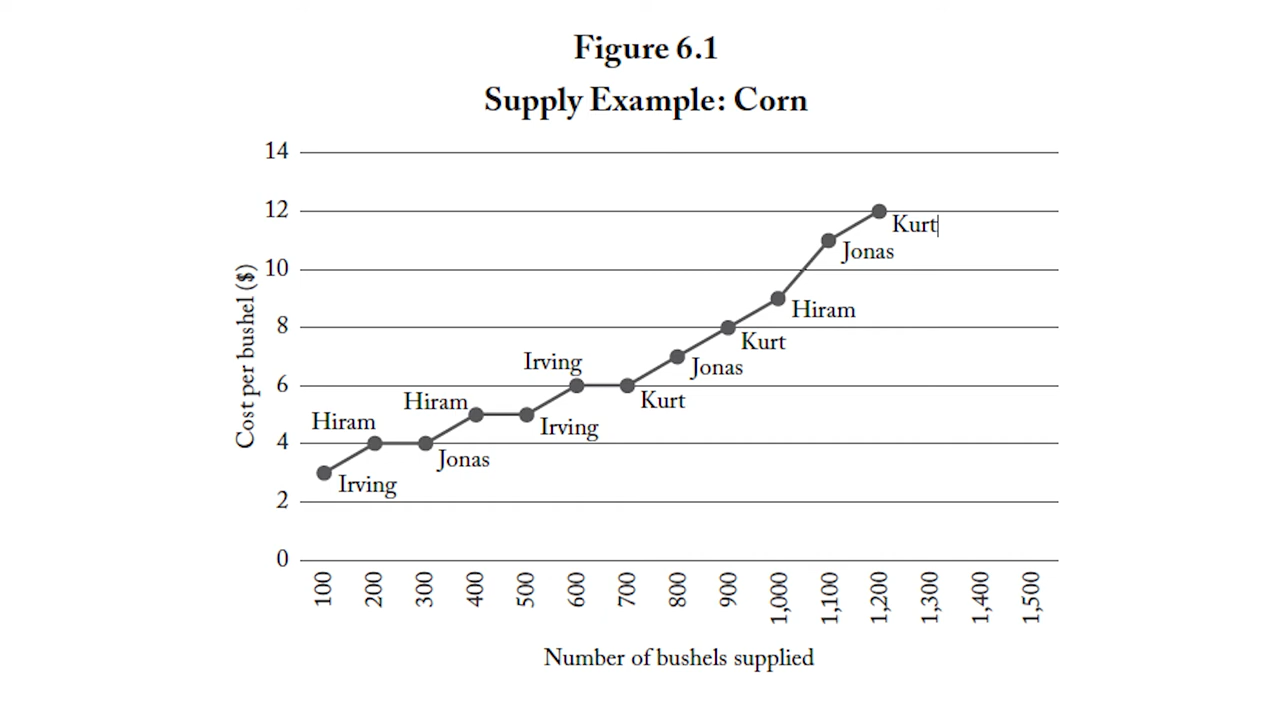 Figure 6.1
Supply Example: Corn
14
12
10
8
6
4
2
0
Cost per bushel ($)
Irving
Hiram
Jonas
Hiram
Irving
Irving
Kurt
Jonas
Kurt
Hiram
Jonas
Kurt
100
200
300
400
500
600
700
800
900
1,000
1,100
1,200
1,300
1,400
1,500
Number of bushels supplied